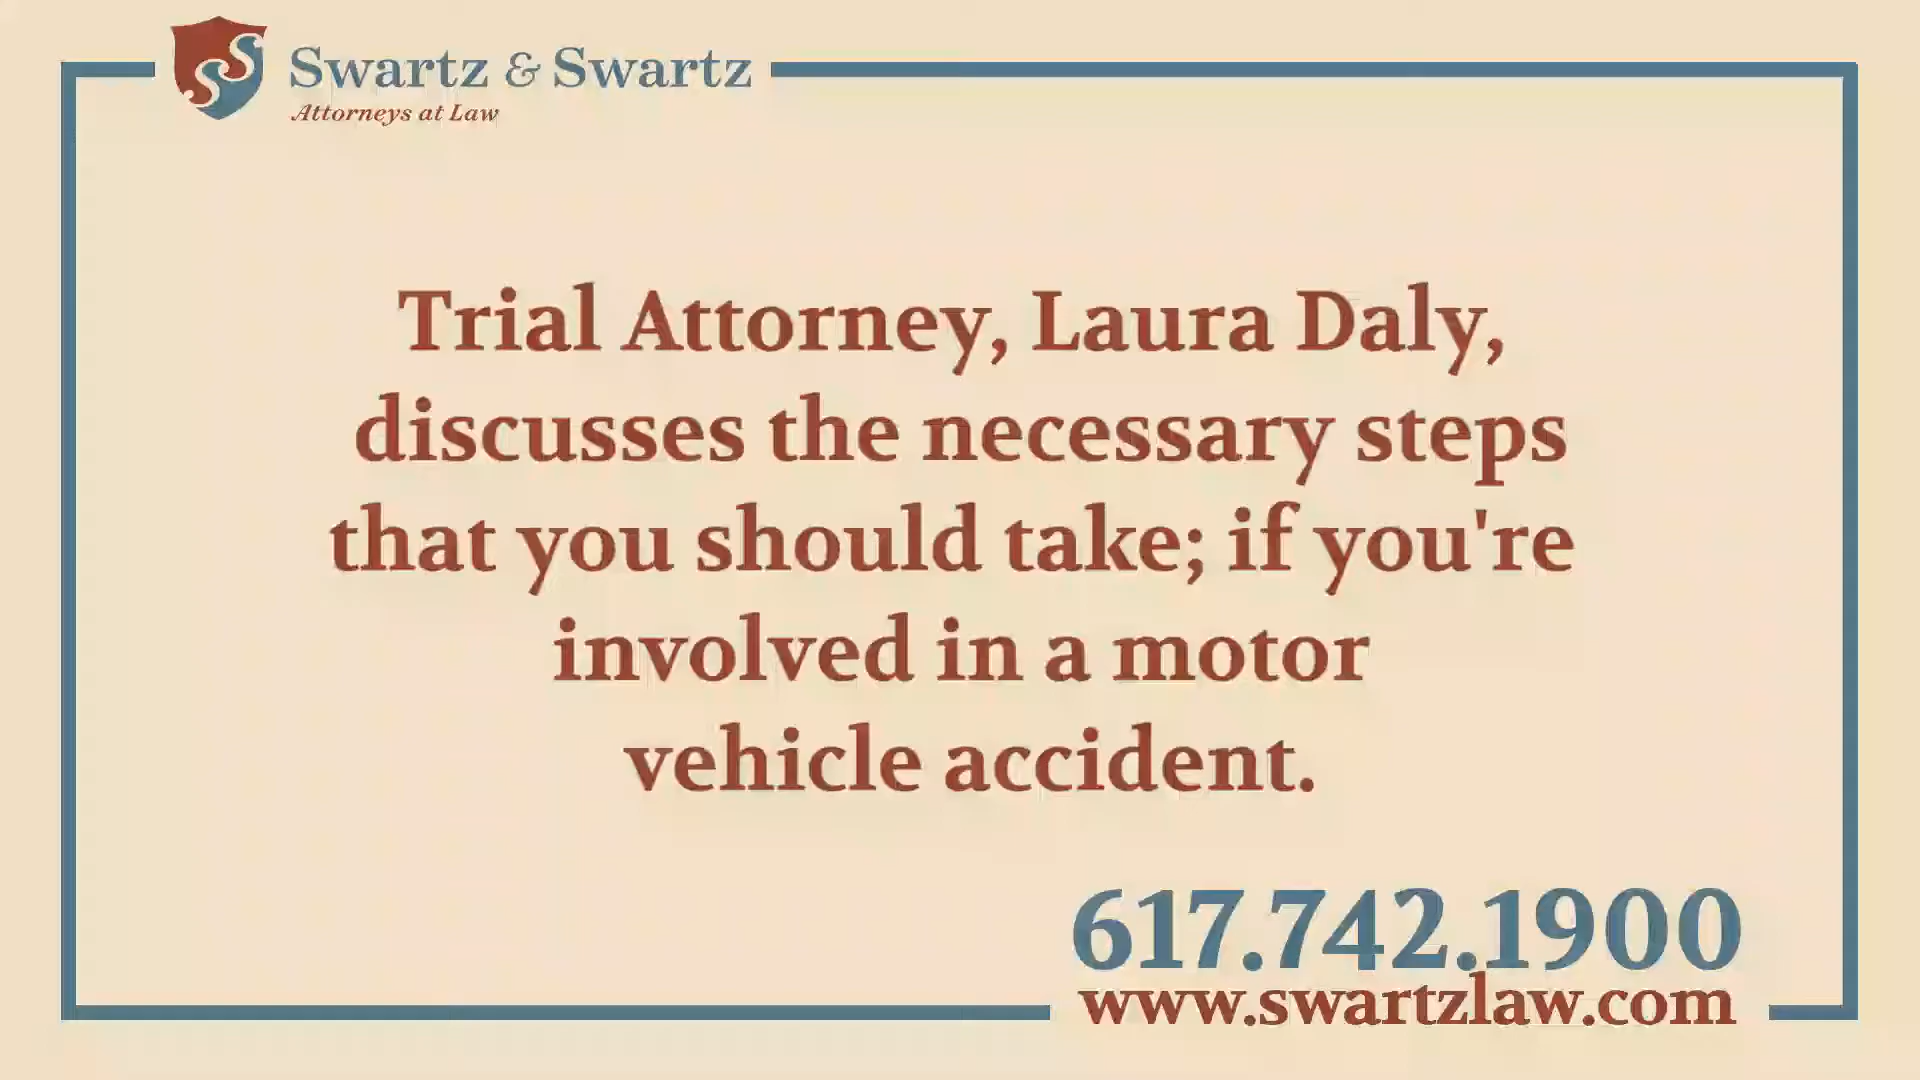 Swartz & Swartz
Attorneys at Law
Trial Attorney, Laura Daly,
discusses the necessary steps
that you should take; if you're
involved in a motor
vehicle accident.
617.742.1900
www.swartzlaw.com